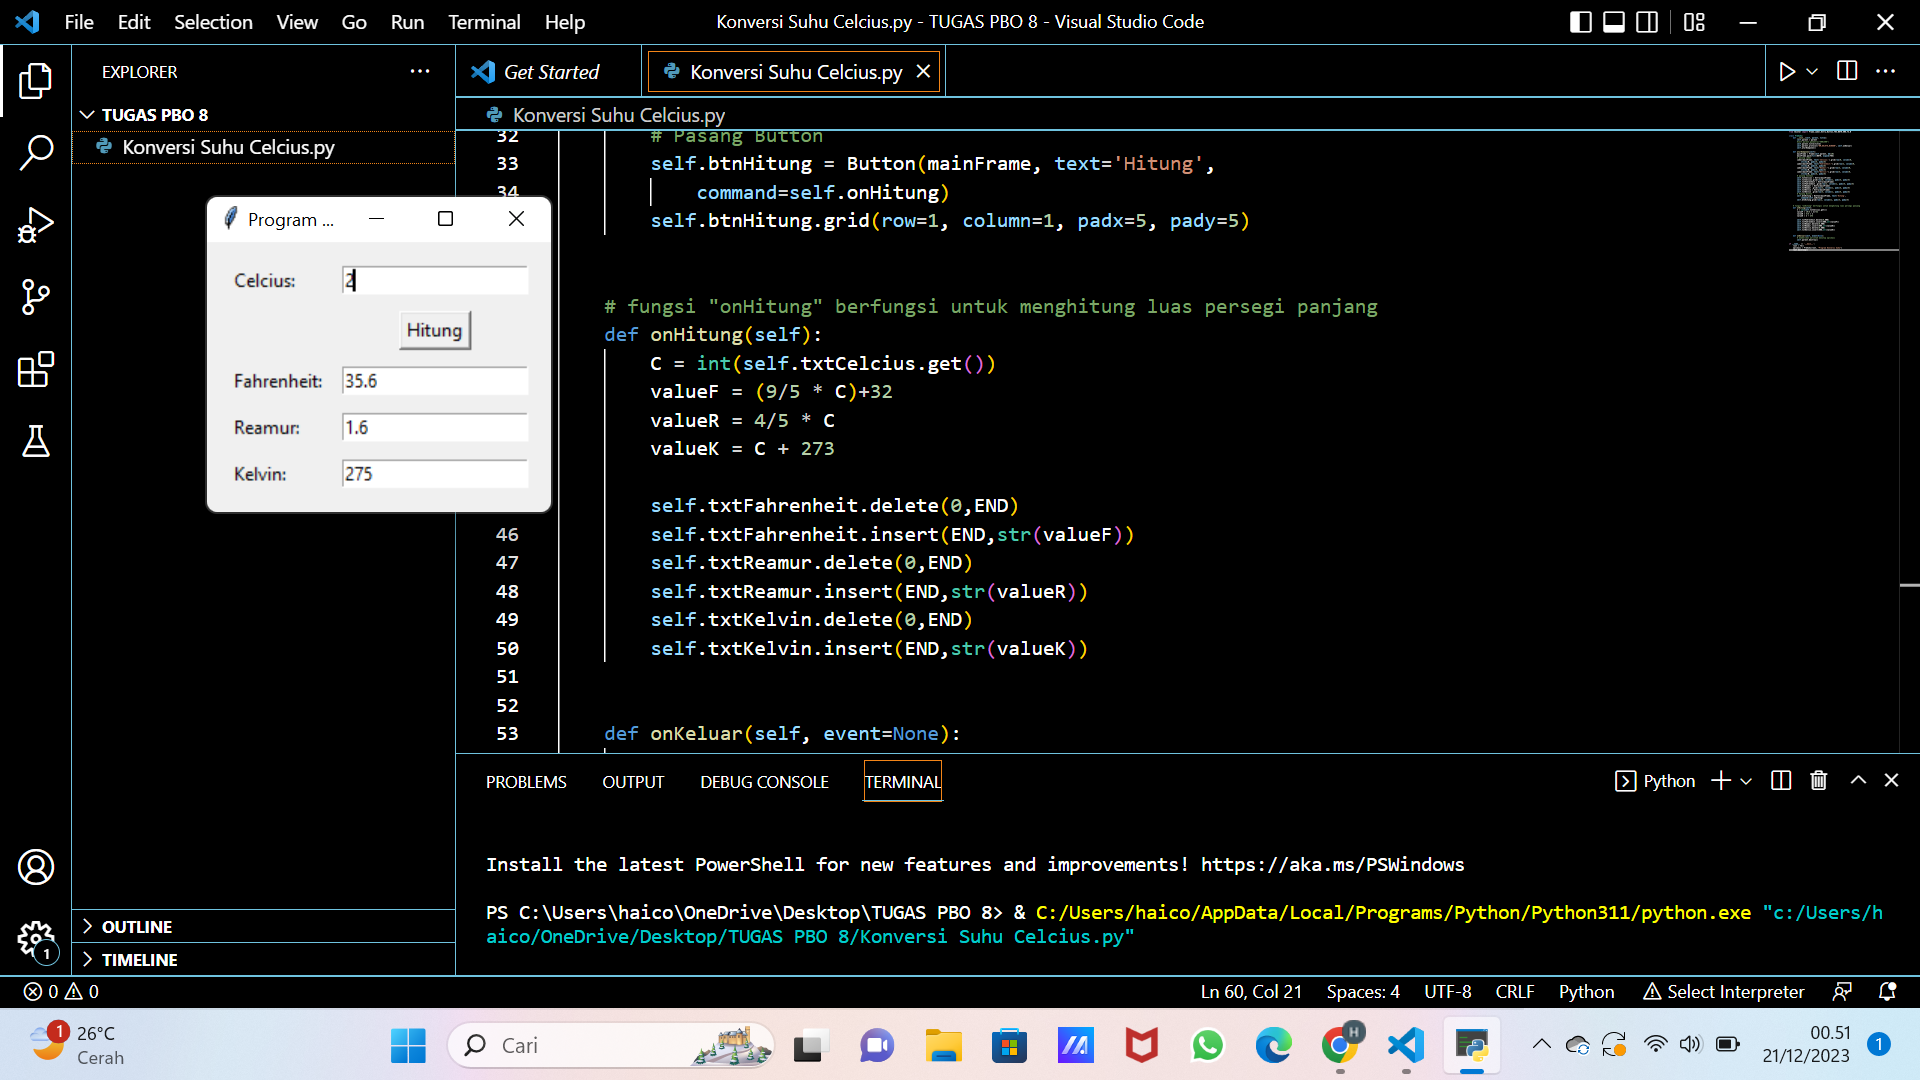 File Edit Selection View Go Run Terminal Help
Konversi Suhu Celcius.py - TUGAS PBO 8 - Visual Studio Code
EXPLORER
Get Started
Konversi Suhu Celcius.py
TUGAS PBO 8
Konversi Suhu Celcius.py
Konversi Suhu Celcius.py
32 # Pasang Button
33 self.btnHitung = Button(mainFrame, text='Hitung',
34 command=self.onHitung)
self.btnHitung.grid(row=1, column=1, padx=5, pady=5)
# fungsi "onHitung" berfungsi untuk menghitung luas persegi panjang
def onHitung(self):
C = int(self.txtCelcius.get())
valueF = (9/5 * C)+32
valueR = 4/5 * C
valueK = C + 273
self.txtFahrenheit.delete(0,END)
46 self.txtFahrenheit.insert(END,str(valueF))
47 self.txtReamur.delete(0,END)
48 self.txtReamur.insert(END,str(valueR))
49 self.txtKelvin.delete(0,END)
50 self.txtKelvin.insert(END,str(valueK))
51
52
53 def onKeluar(self, event=None):
Program ...
Celcius: 2
Hitung
Fahrenheit: 35.6
Reamur: 1.6
Kelvin: 275
PROBLEMS OUTPUT DEBUG CONSOLE TERMINAL
Python
Install the latest PowerShell for new features and improvements! https://aka.ms/PSWindows
PS C:\Users\haico\OneDrive\Desktop\TUGAS PBO 8> & C:/Users/haico/AppData/Local/Programs/Python/Python311/python.exe "c:/Users/h
aico/OneDrive/Desktop/TUGAS PBO 8/Konversi Suhu Celcius.py"
OUTLINE
TIMELINE
1
0 0
Ln 60, Col 21 Spaces: 4 UTF-8 CRLF Python Select Interpreter
1
26°C
Cerah
Cari
H
00.51
21/12/2023
1